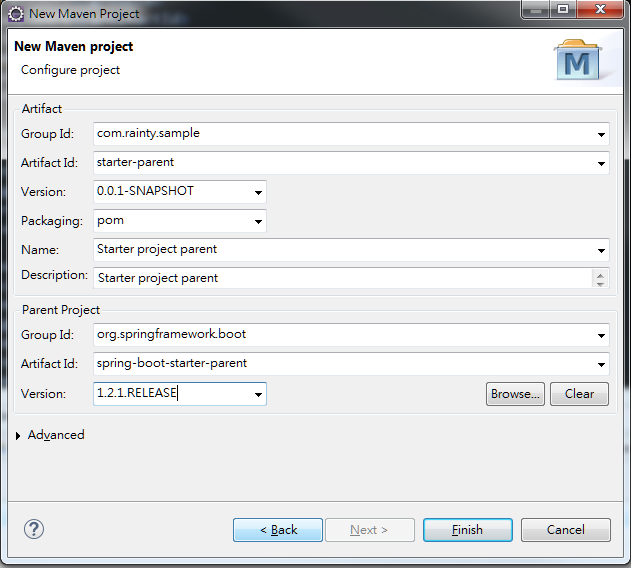 New Maven Project
New Maven project
Configure project
M
Artifact
Group Id: com.rainty.sample
Artifact Id: starter-parent
Version: 0.0.1-SNAPSHOT
Packaging: pom
Name: Starter project parent
Description: Starter project parent
Parent Project
Group Id: org.springframework.boot
Artifact Id: spring-boot-starter-parent
Version: 1.2.1.RELEASE Browse... Clear
Advanced
? < Back Next > Finish Cancel